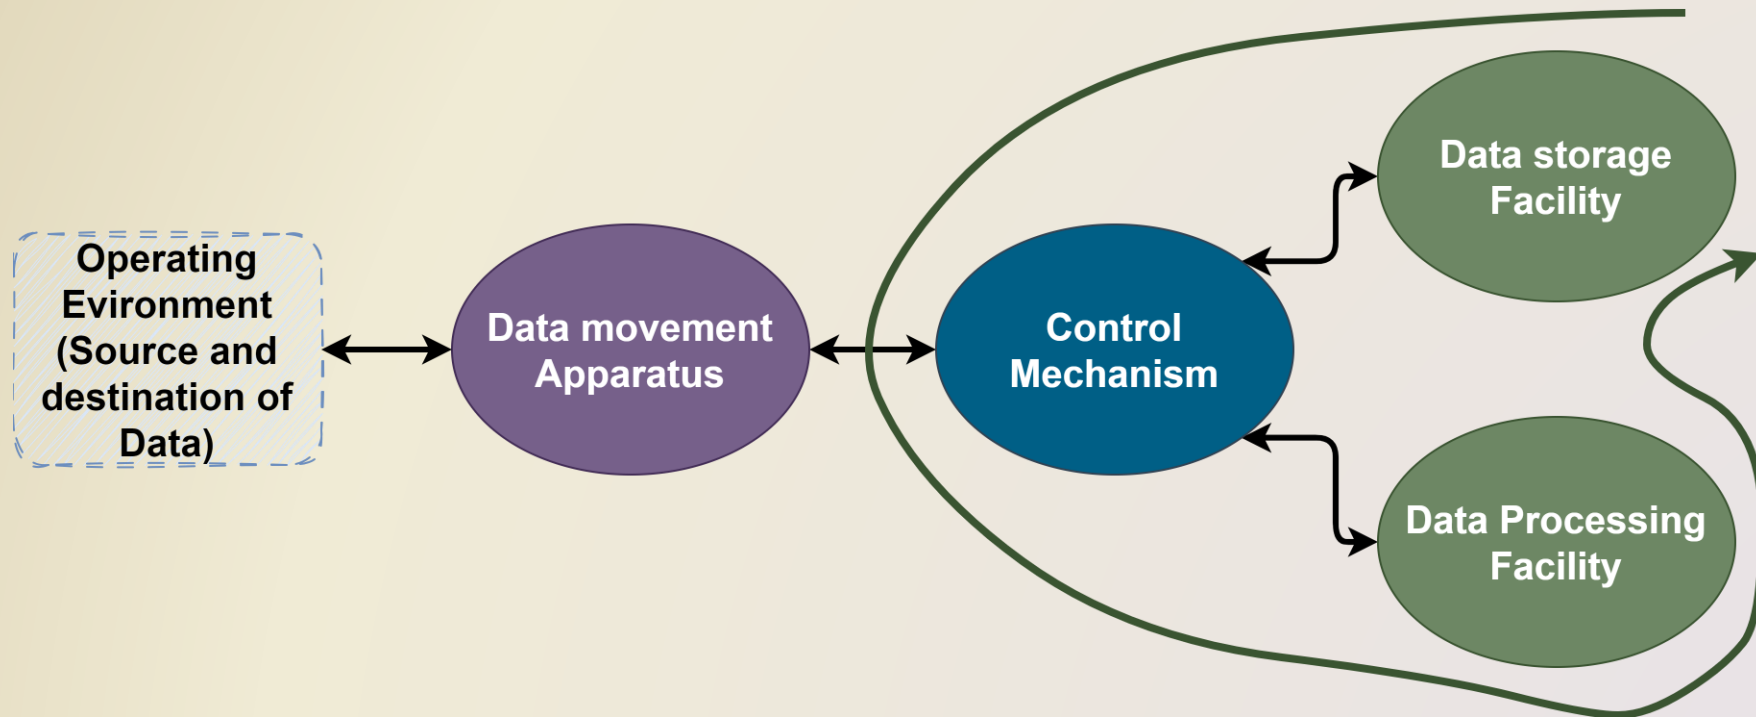 Operating
Evironment
(Source and
destination of
Data)
Data movement
Apparatus
Control
Mechanism
Data storage
Facility
Data Processing
Facility